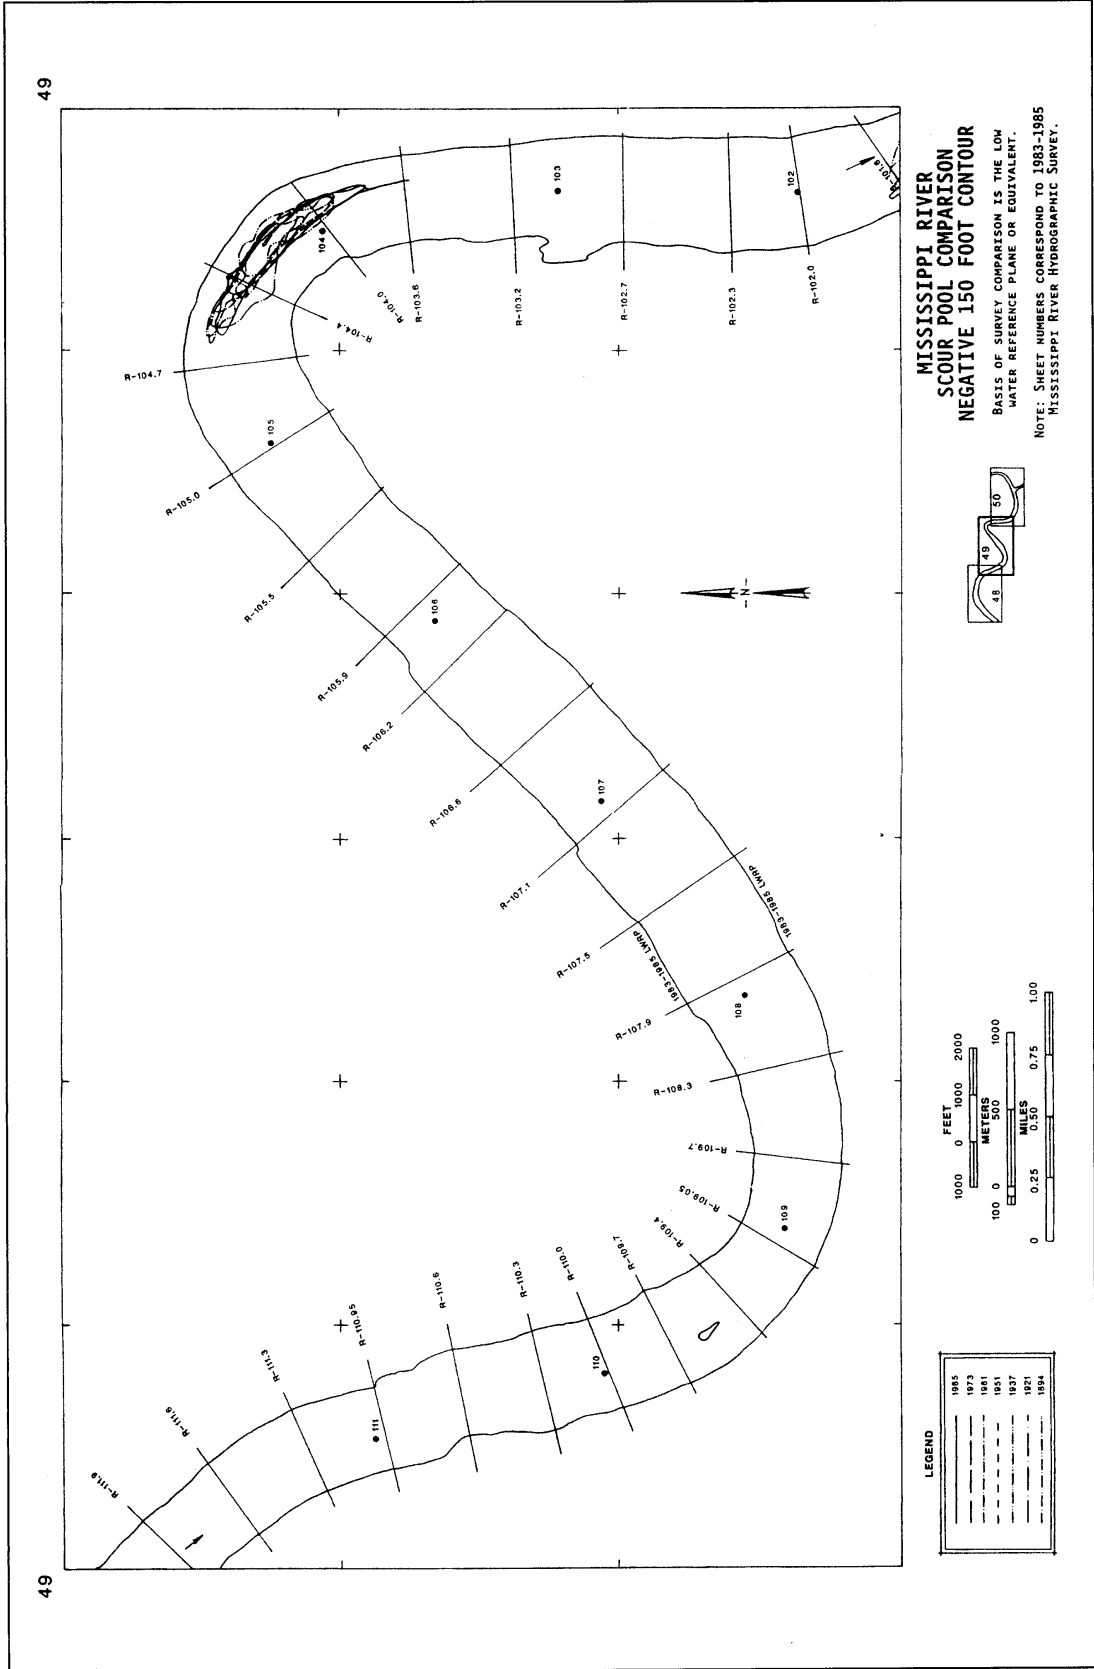 49
49
R-111.9
R-111.6
R-111.3
R-110.95
R-110.6
R-110.3
R-110.0
R-109.7
R-109.4
R-109.05
R-109.7
R-108.3
R-107.9
R-107.5
R-107.1
R-106.6
R-106.2
R-105.9
R-105.5
R-105.0
R-104.7
R-104.4
R-104.0
R-103.6
R-103.2
R-102.7
R-102.3
R-102.0
R-101.6
111
110
109
108
107
106
105
104
103
102
1983-1985 LWRP
1983-1985 LWRP
-N-
LEGEND
1985
1973
1961
1951
1937
1921
1894
FEET
1000 0 1000 2000
METERS
100 0 500 1000
MILES
0 0.25 0.50 0.75 1.00
48
49
50
MISSISSIPPI RIVER
SCOUR POOL COMPARISON
NEGATIVE 150 FOOT CONTOUR
BASIS OF SURVEY COMPARISON IS THE LOW
WATER REFERENCE PLANE OR EQUIVALENT.
NOTE: SHEET NUMBERS CORRESPOND TO 1983-1985
MISSISSIPPI RIVER HYDROGRAPHIC SURVEY.